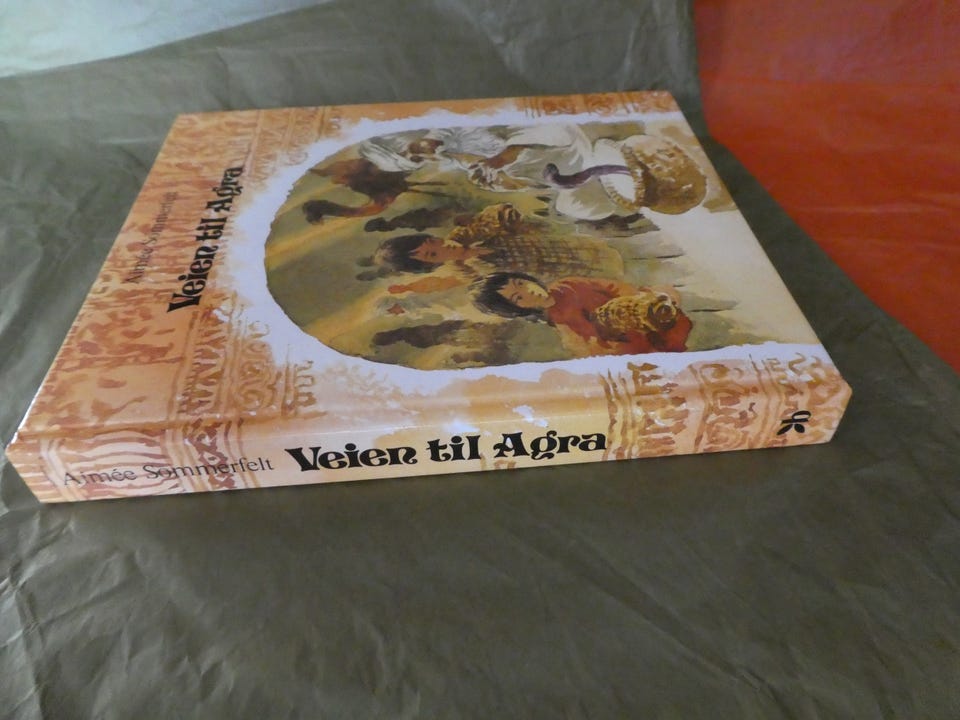 Aimée Sommerfelt
Veien til Agra
Aimée Sommerfelt Veien til Agra